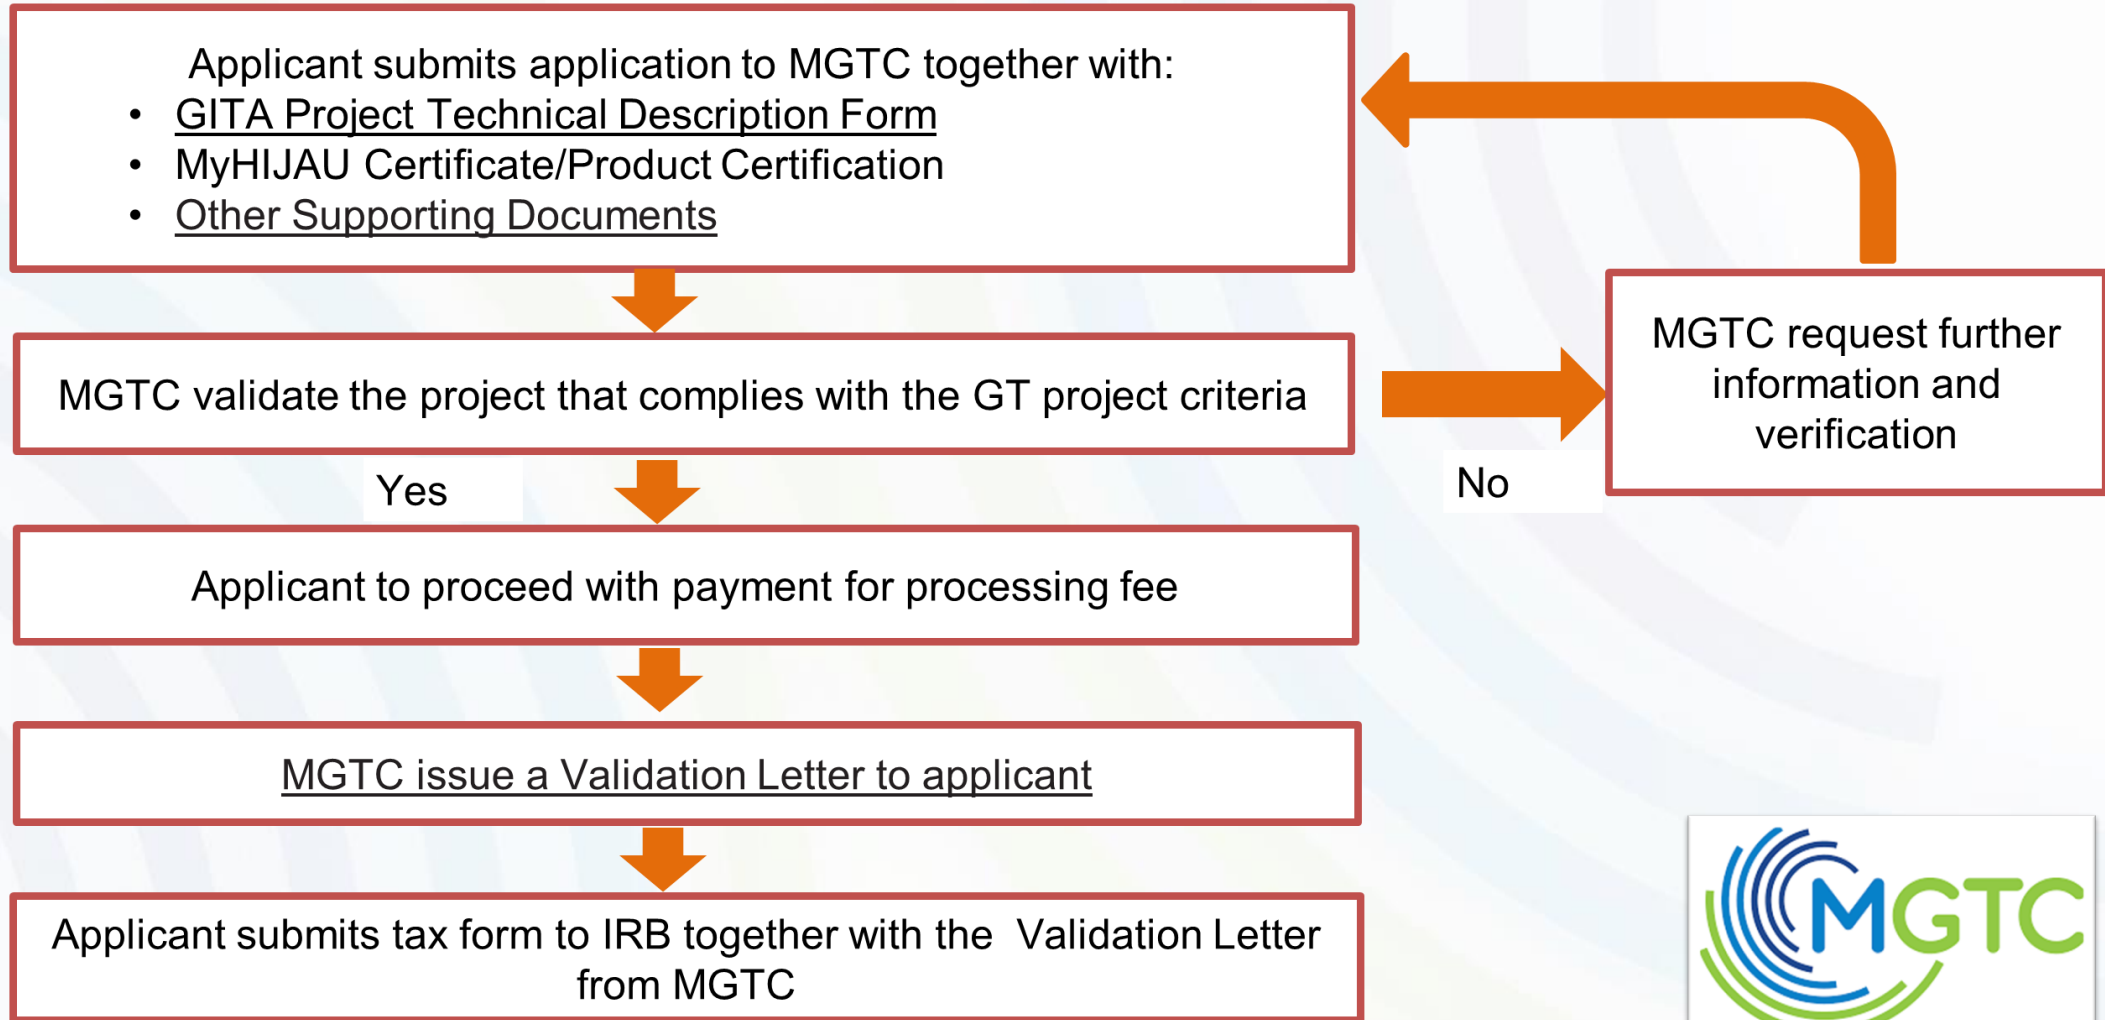 Applicant submits application to MGTC together with:
• GITA Project Technical Description Form
• MyHIJAU Certificate/Product Certification
• Other Supporting Documents
MGTC validate the project that complies with the GT project criteria
MGTC request further
information and
verification
Yes
No
Applicant to proceed with payment for processing fee
MGTC issue a Validation Letter to applicant
Applicant submits tax form to IRB together with the Validation Letter
from MGTC
MGTC